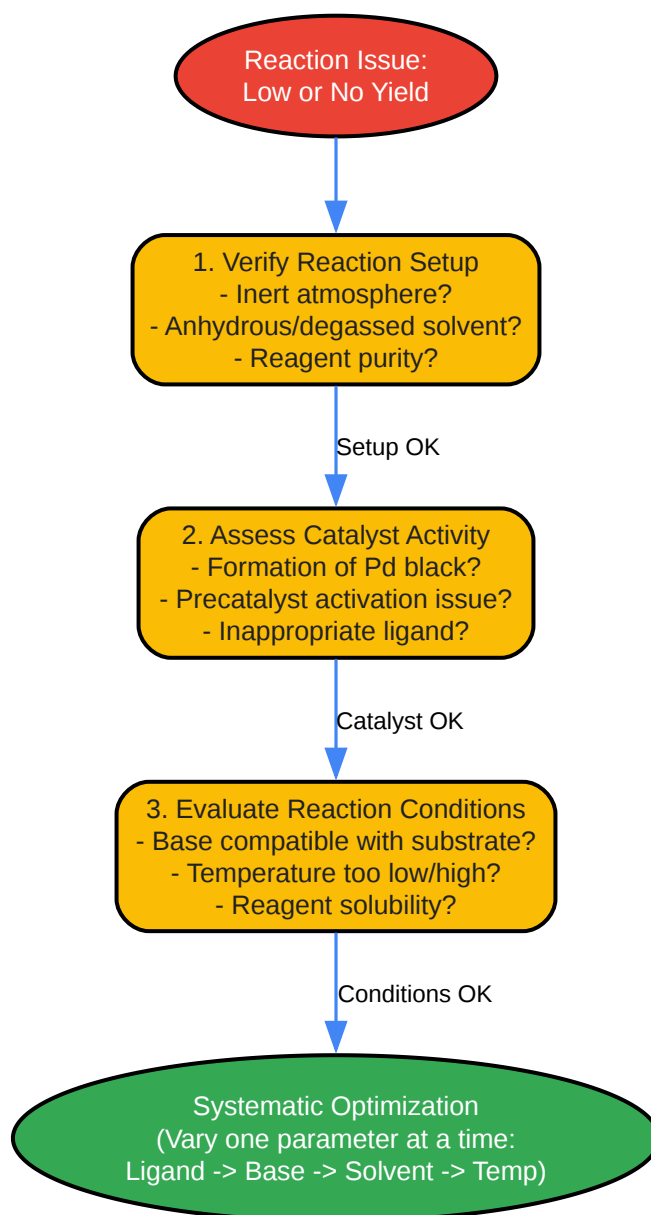 Reaction Issue:
Low or No Yield
1. Verify Reaction Setup
- Inert atmosphere?
- Anhydrous/degassed solvent?
- Reagent purity?
Setup OK
2. Assess Catalyst Activity
- Formation of Pd black?
- Precatalyst activation issue?
- Inappropriate ligand?
Catalyst OK
3. Evaluate Reaction Conditions
- Base compatible with substrate?
- Temperature too low/high?
- Reagent solubility?
Conditions OK
Systematic Optimization
(Vary one parameter at a time:
Ligand -> Base -> Solvent -> Temp)